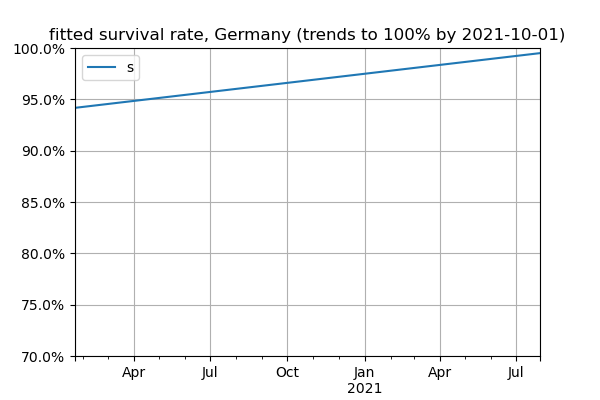 fitted survival rate, Germany (trends to 100% by 2021-10-01)
100.0%
s
95.0%
90.0%
85.0%
80.0%
75.0%
70.0%
Apr Jul Oct Jan Apr Jul
2021